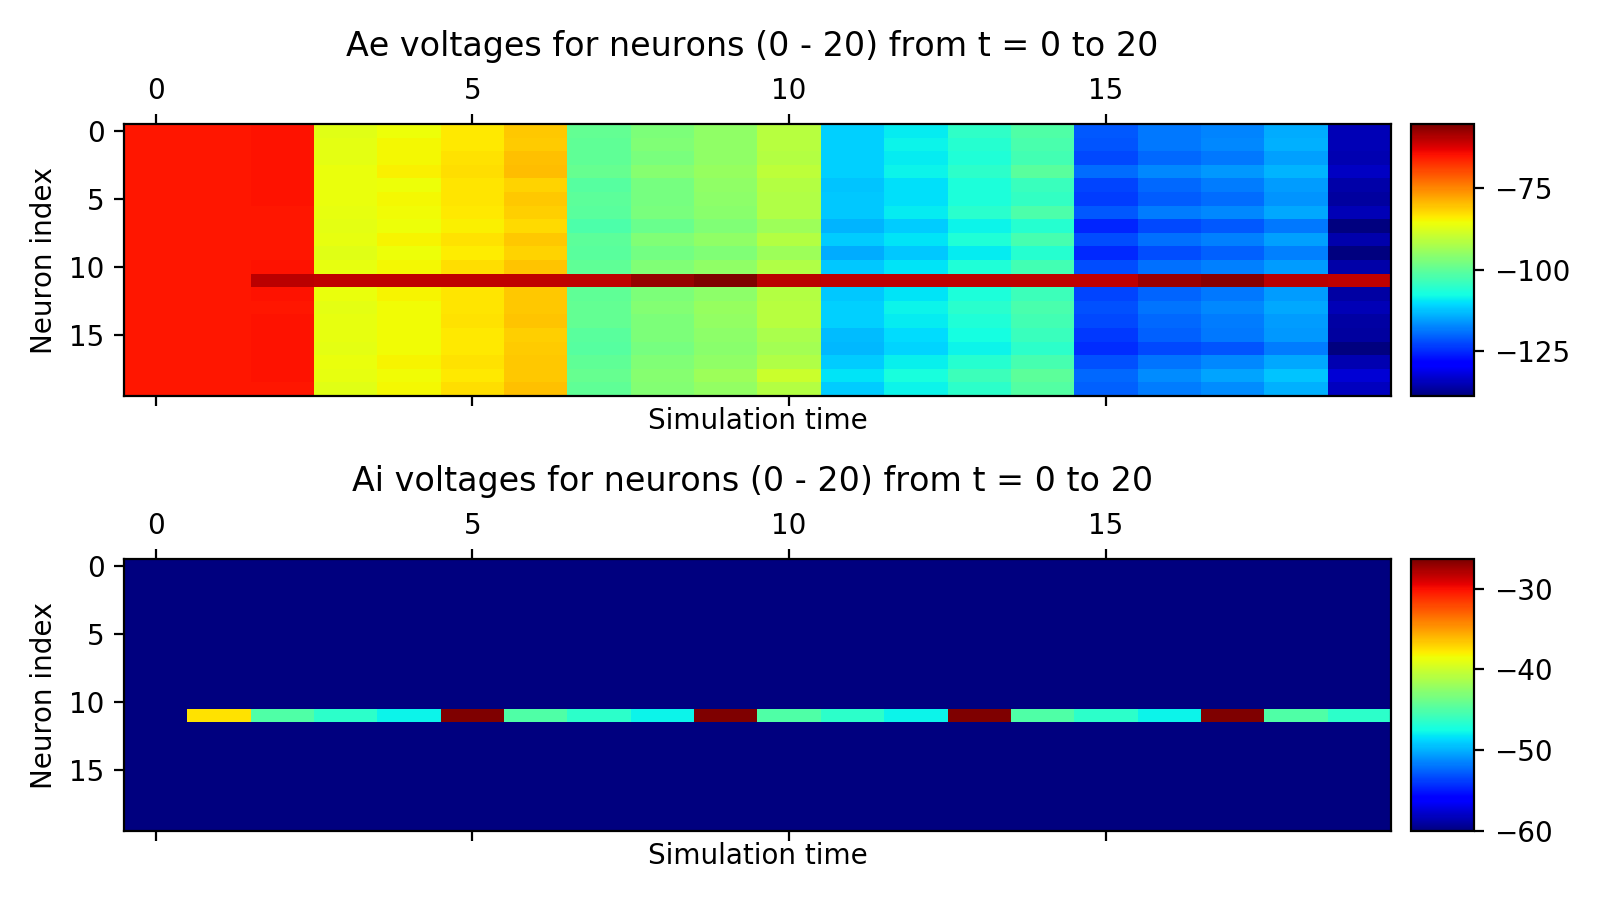 Ae voltages for neurons (0 - 20) from t = 0 to 20
0 5 10 15
Neuron index
0
5
10
15
−75
−100
−125
Simulation time
Ai voltages for neurons (0 - 20) from t = 0 to 20
0 5 10 15
Neuron index
0
5
10
15
−30
−40
−50
−60
Simulation time